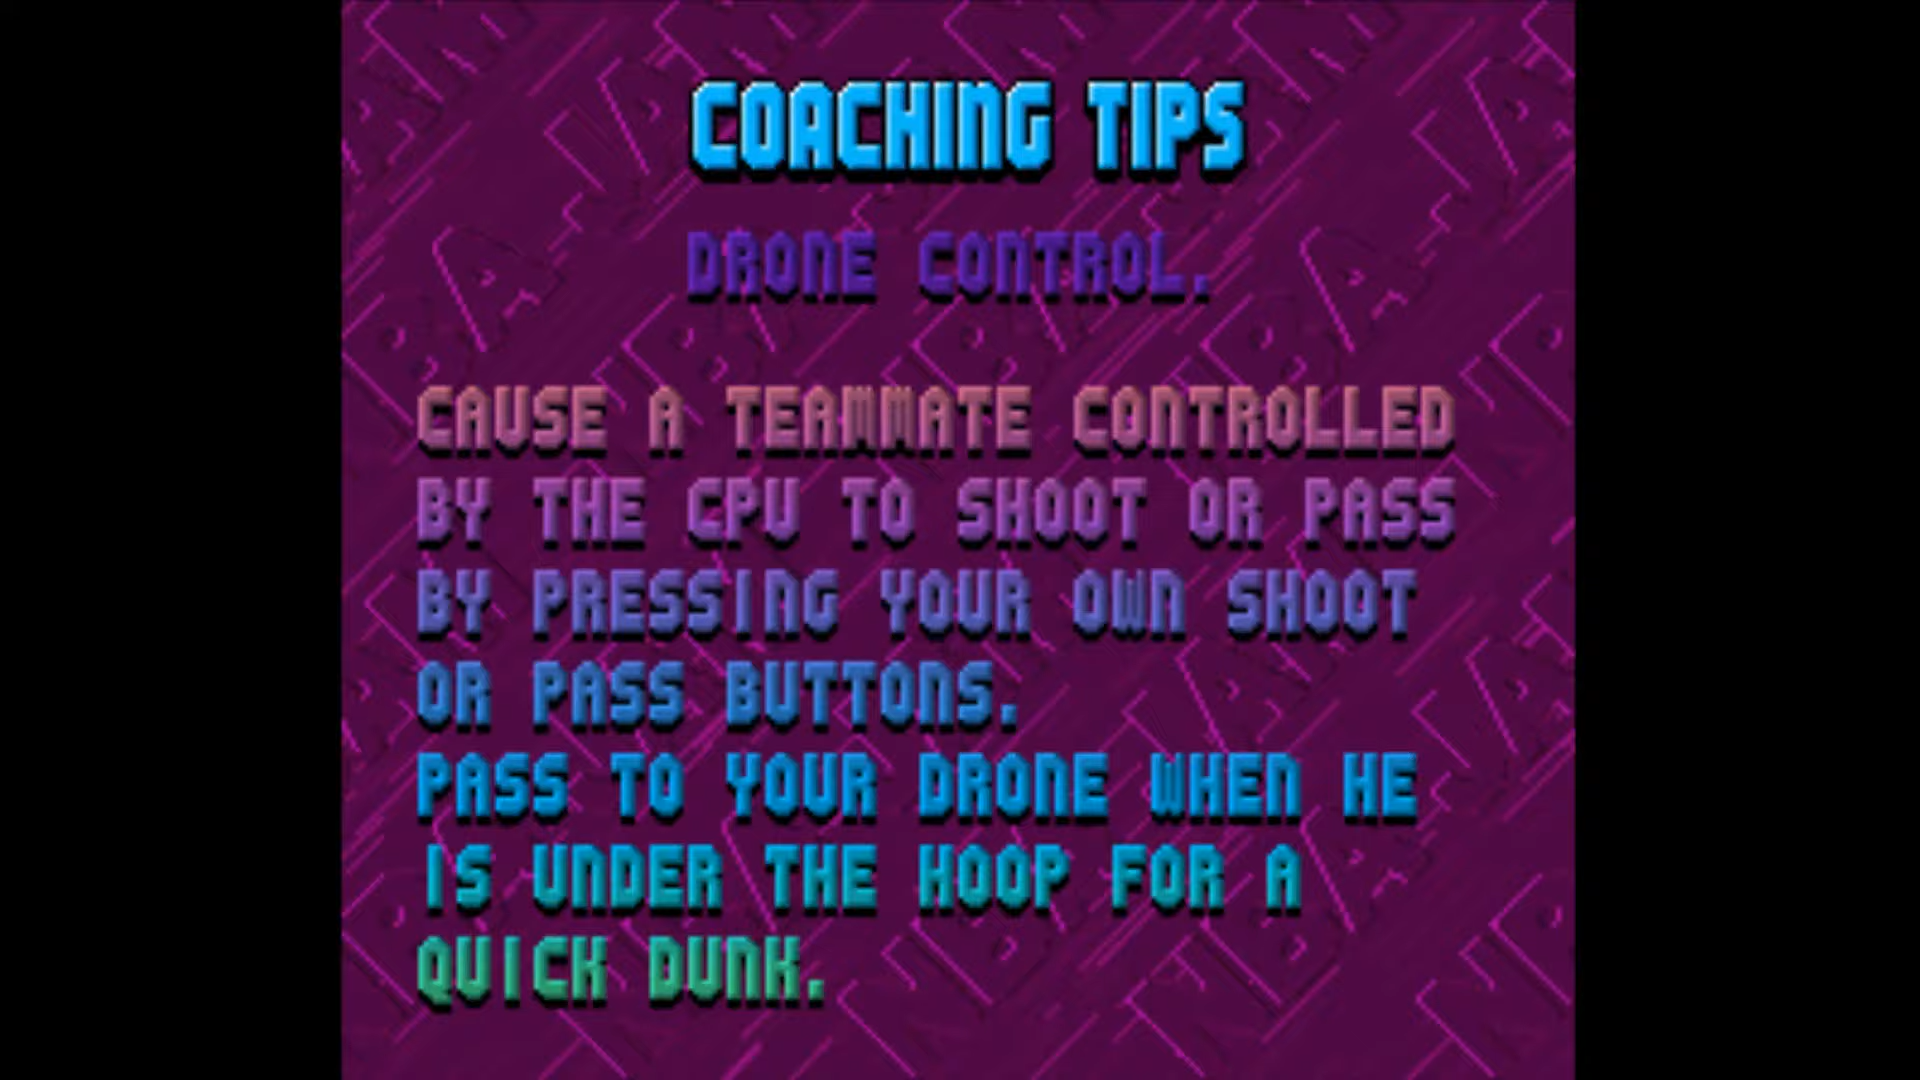 COACHING TIPS
DRONE CONTROL.
CAUSE A TEAMMATE CONTROLLED
BY THE CPU TO SHOOT OR PASS
BY PRESSING YOUR OWN SHOOT
OR PASS BUTTONS.
PASS TO YOUR DRONE WHEN HE
IS UNDER THE HOOP FOR A
QUICK DUNK.